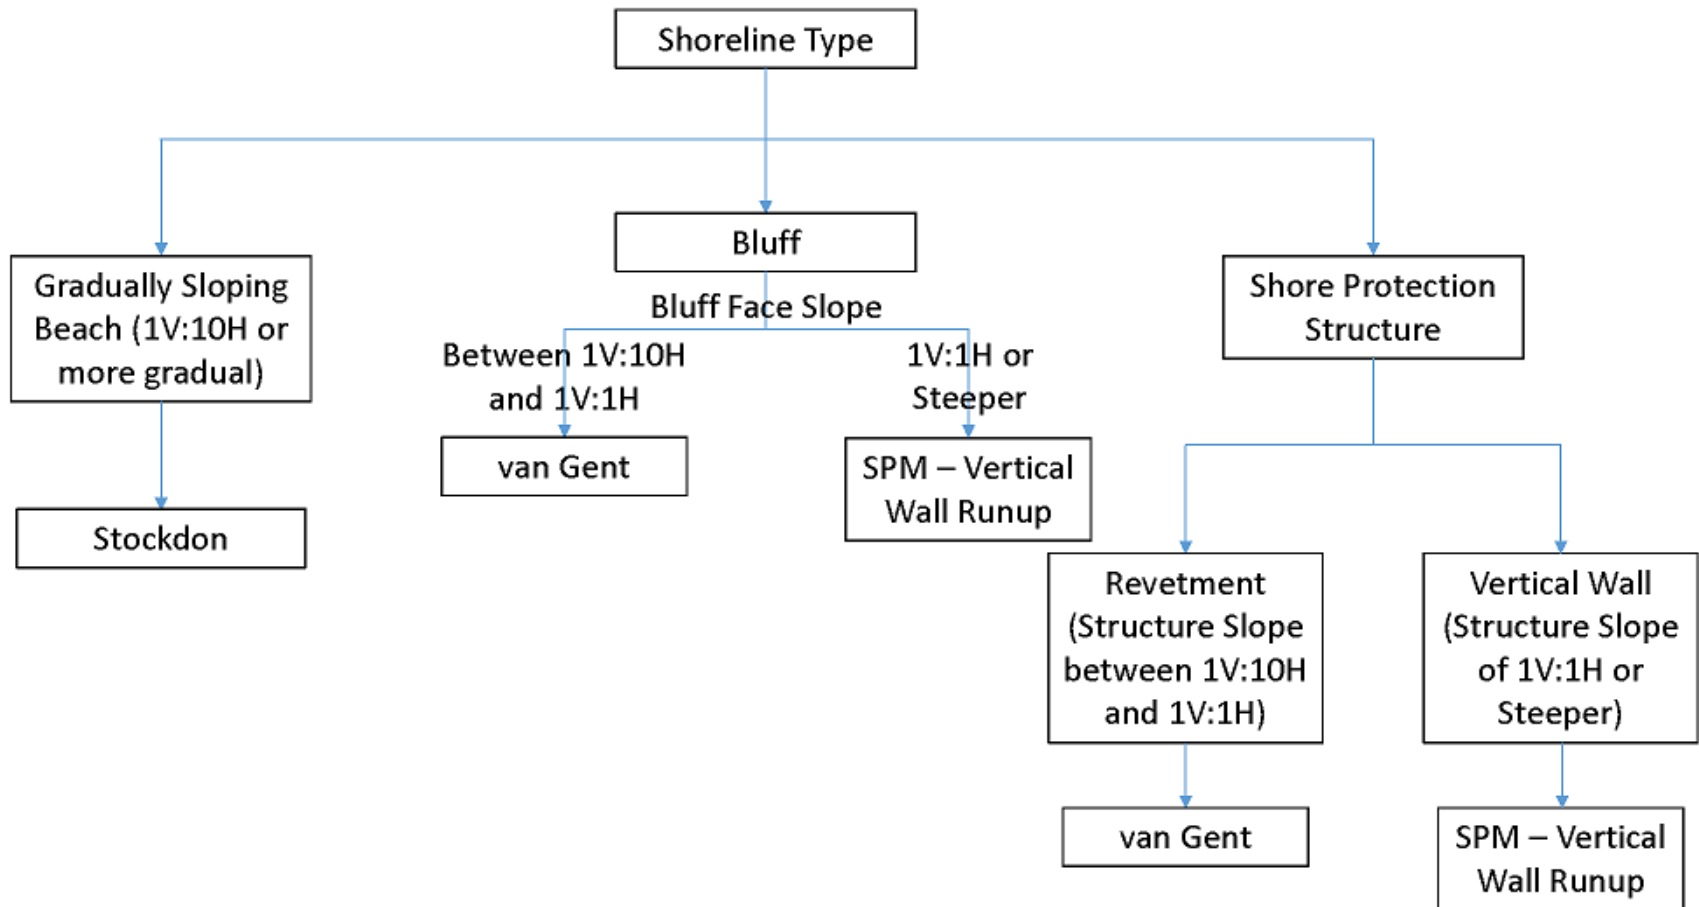 Shoreline Type
Gradually Sloping
Beach (1V:10H or
more gradual)
Stockdon
Bluff
Bluff Face Slope
Between 1V:10H
and 1V:1H
van Gent
1V:1H or
Steeper
SPM – Vertical
Wall Runup
Shore Protection
Structure
Revetment
(Structure Slope
between 1V:10H
and 1V:1H)
van Gent
Vertical Wall
(Structure Slope
of 1V:1H or
Steeper)
SPM – Vertical
Wall Runup